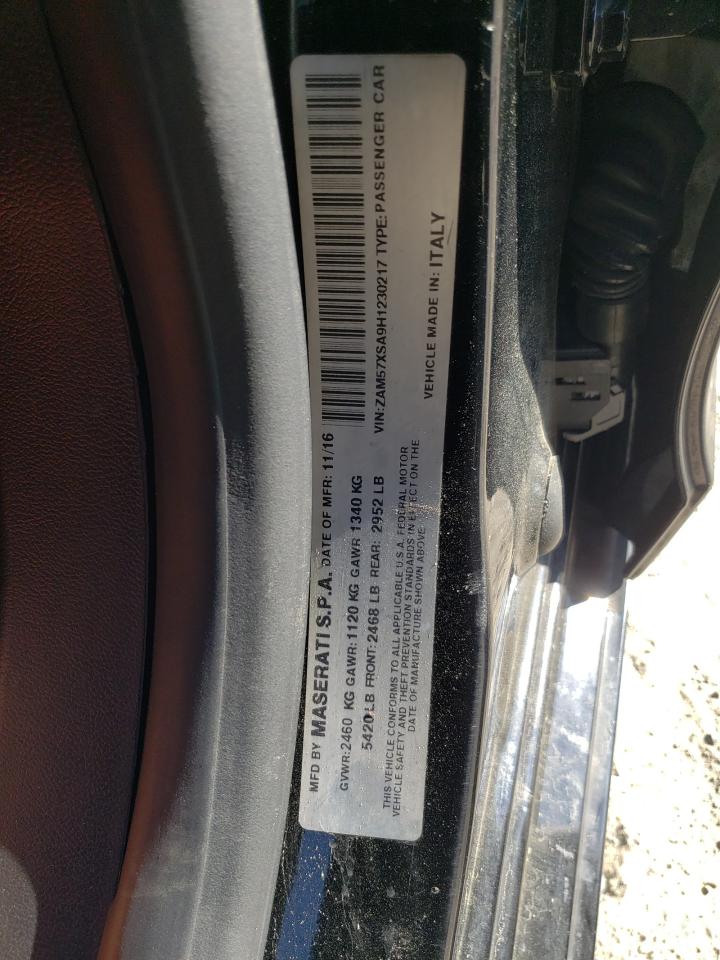 MFD BY MASERATI S.P.A. DATE OF MFR: 11/16
GVWR: 2460 KG GAWR: 1120 KG GAWR 1340 KG
5420 LB FRONT: 2468 LB REAR: 2952 LB
VIN: ZAM57XSA9H1230217 TYPE: PASSENGER CAR
THIS VEHICLE CONFORMS TO ALL APPLICABLE U.S.A. FEDERAL MOTOR
VEHICLE SAFETY AND THEFT PREVENTION STANDARDS IN EFFECT ON THE
DATE OF MANUFACTURE SHOWN ABOVE
VEHICLE MADE IN: ITALY